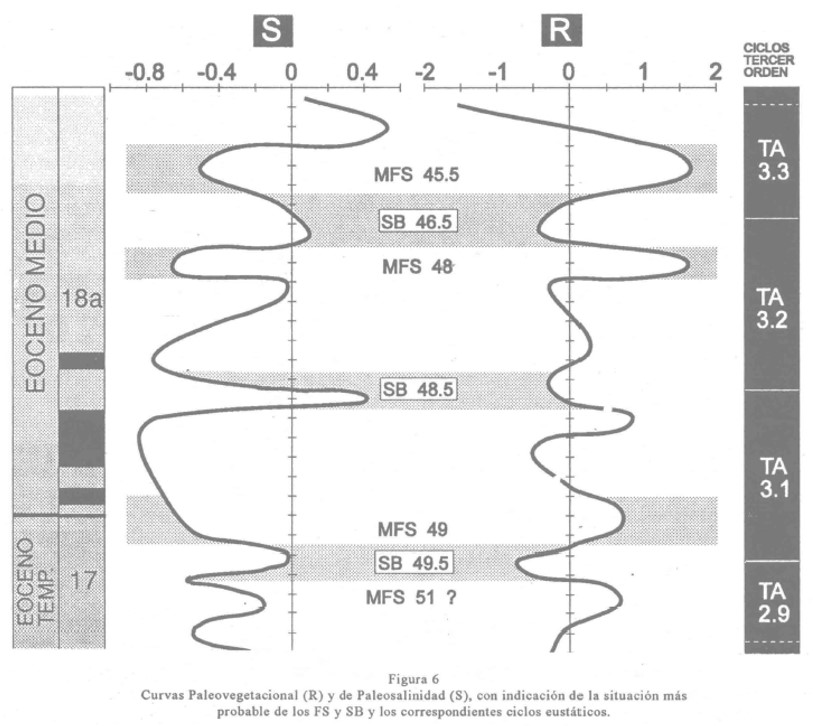 S R
-0.8 -0.4 0 0.4 -2 -1 0 1 2
CICLOS
TERCER
ORDEN
EOCENO MEDIO
18a
EOCENO
TEMP.
17
MFS 45.5
SB 46.5
MFS 48
SB 48.5
MFS 49
SB 49.5
MFS 51 ?
TA
3.3
TA
3.2
TA
3.1
TA
2.9
Figura 6
Curvas Paleovegetacional (R) y de Paleosalinidad (S), con indicación de la situación más
probable de los FS y SB y los correspondientes ciclos eustáticos.